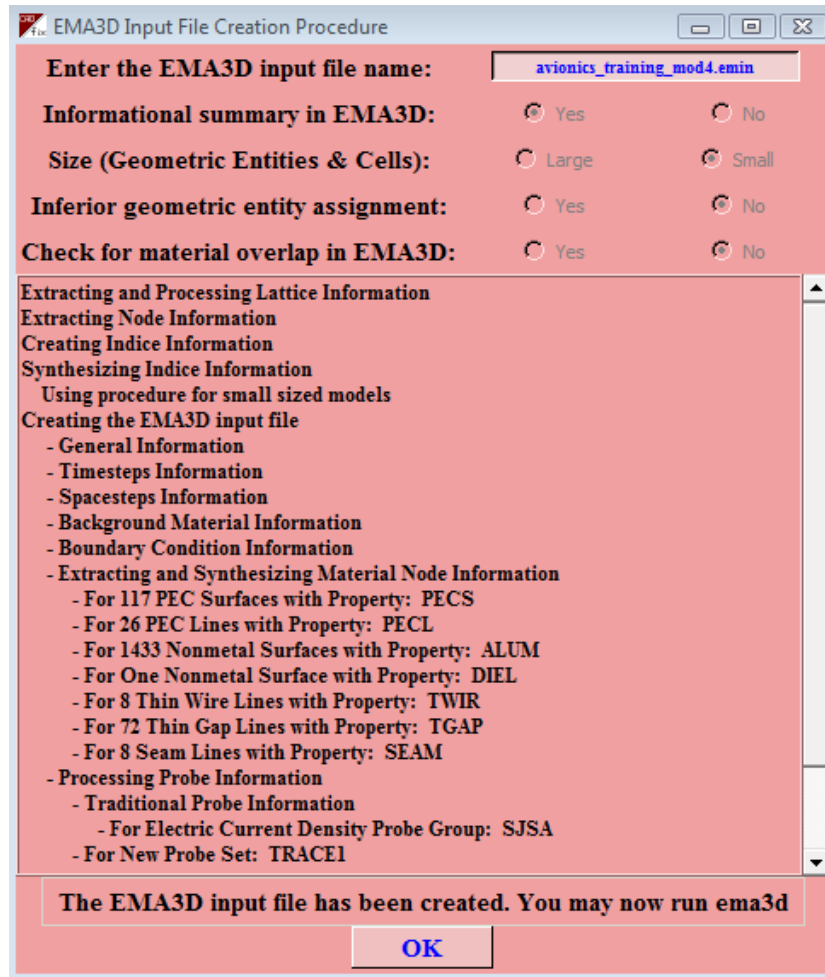 CAD fix EMA3D Input File Creation Procedure
Enter the EMA3D input file name: avionics_training_mod4.emin
Informational summary in EMA3D: Yes No
Size (Geometric Entities & Cells): Large Small
Inferior geometric entity assignment: Yes No
Check for material overlap in EMA3D: Yes No
Extracting and Processing Lattice Information
Extracting Node Information
Creating Indice Information
Synthesizing Indice Information
Using procedure for small sized models
Creating the EMA3D input file
- General Information
- Timesteps Information
- Spacesteps Information
- Background Material Information
- Boundary Condition Information
- Extracting and Synthesizing Material Node Information
- For 117 PEC Surfaces with Property: PECS
- For 26 PEC Lines with Property: PECL
- For 1433 Nonmetal Surfaces with Property: ALUM
- For One Nonmetal Surface with Property: DIEL
- For 8 Thin Wire Lines with Property: TWIR
- For 72 Thin Gap Lines with Property: TGAP
- For 8 Seam Lines with Property: SEAM
- Processing Probe Information
- Traditional Probe Information
- For Electric Current Density Probe Group: SJSA
- For New Probe Set: TRACE1
The EMA3D input file has been created. You may now run ema3d
OK